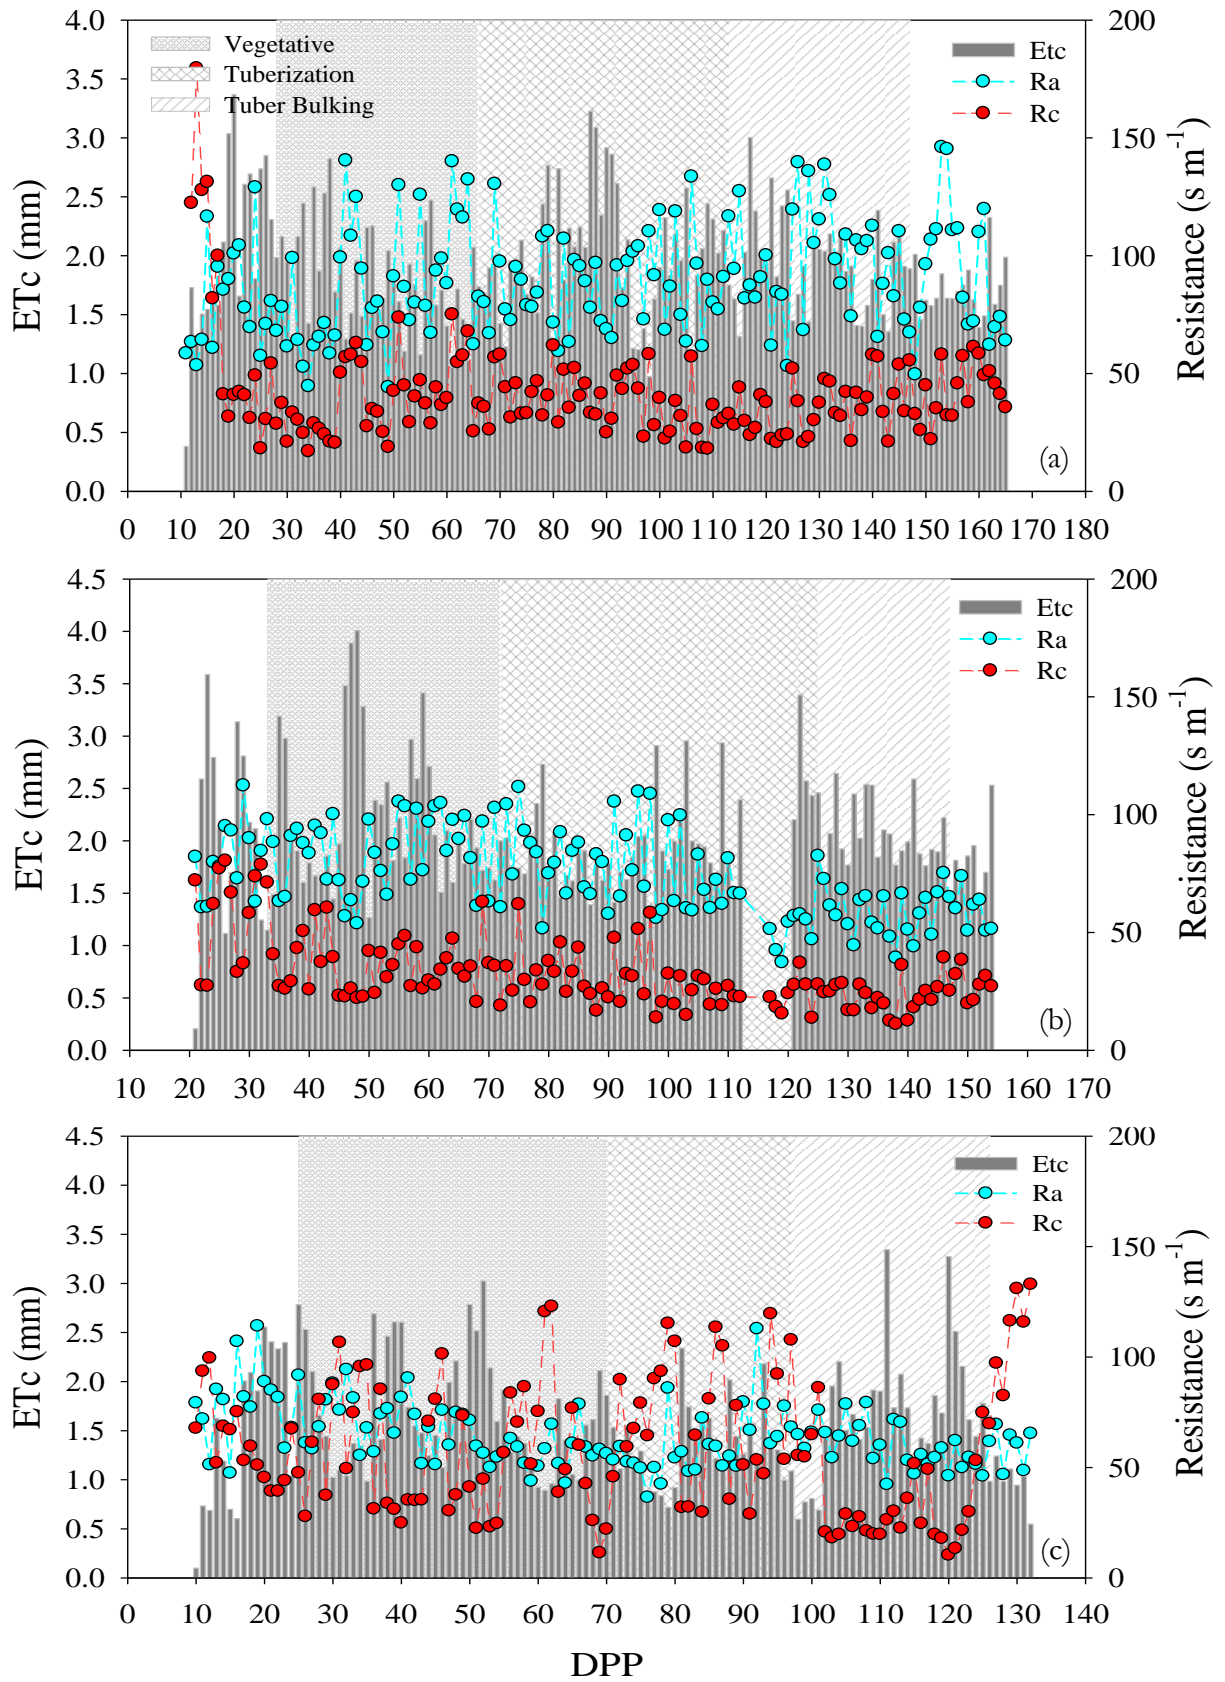 4.0
3.5
3.0
2.5
2.0
1.5
1.0
0.5
0.0
ETc (mm)
Vegetative
Tuberization
Tuber Bulking
Etc
Ra
Rc
200
150
100
50
0
Resistance (s m-1)
(a)
0 10 20 30 40 50 60 70 80 90 100 110 120 130 140 150 160 170 180
4.5
4.0
3.5
3.0
2.5
2.0
1.5
1.0
0.5
0.0
ETc (mm)
Etc
Ra
Rc
200
150
100
50
0
Resistance (s m-1)
(b)
10 20 30 40 50 60 70 80 90 100 110 120 130 140 150 160 170
4.5
4.0
3.5
3.0
2.5
2.0
1.5
1.0
0.5
0.0
ETc (mm)
Etc
Ra
Rc
200
150
100
50
0
Resistance (s m-1)
(c)
0 10 20 30 40 50 60 70 80 90 100 110 120 130 140
DPP